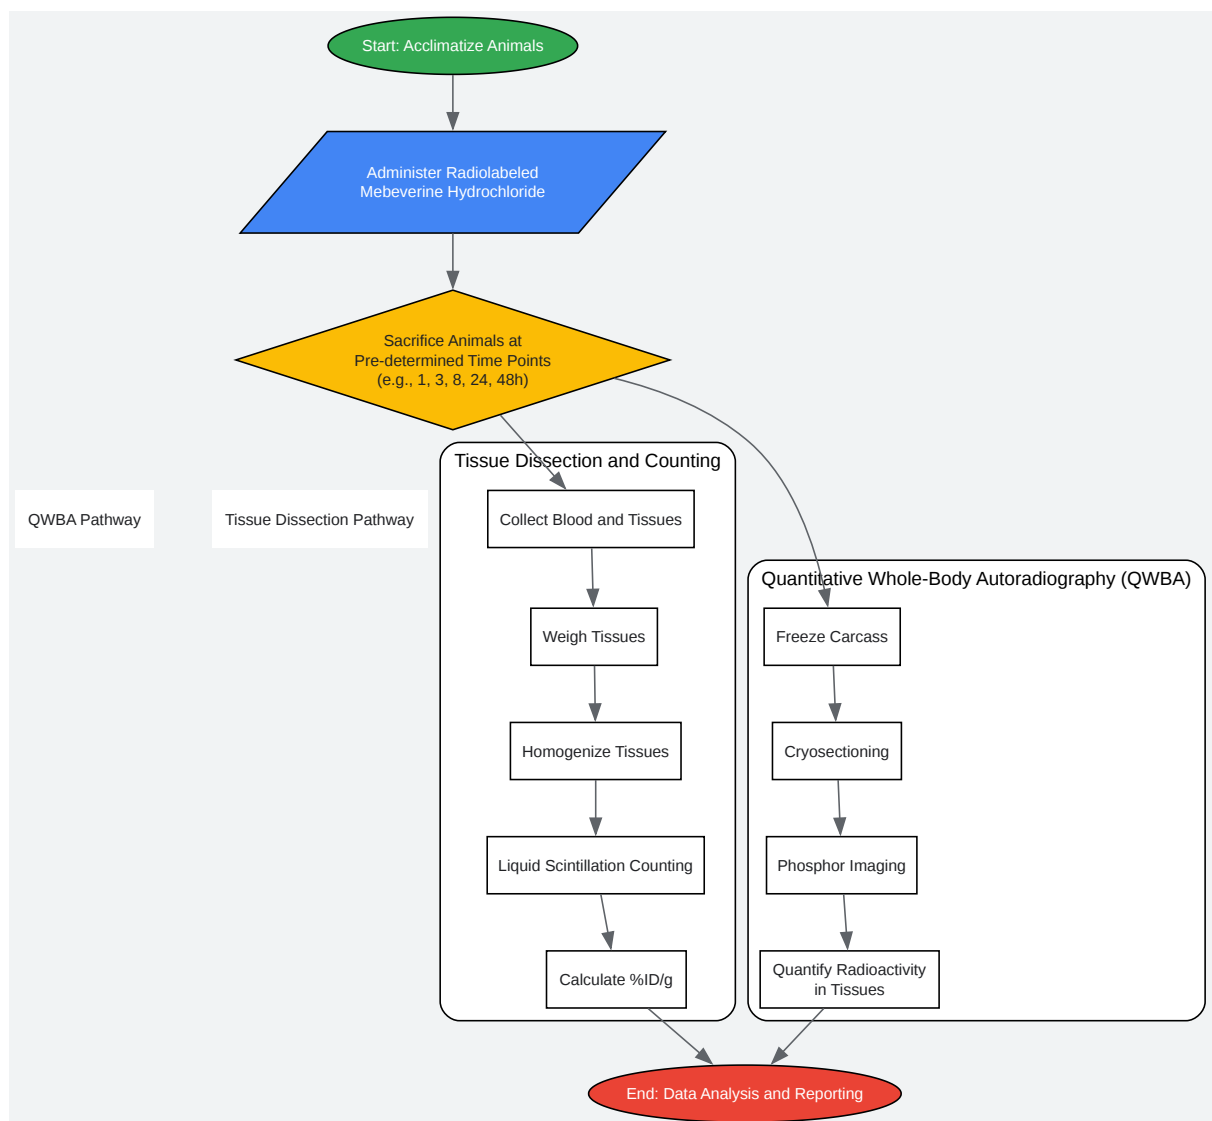 Start: Acclimatize Animals
Administer Radiolabeled
Mebeverine Hydrochloride
Sacrifice Animals at
Pre-determined Time Points
(e.g., 1, 3, 8, 24, 48h)
QWBA Pathway
Tissue Dissection Pathway
Tissue Dissection and Counting
Collect Blood and Tissues
Weigh Tissues
Homogenize Tissues
Liquid Scintillation Counting
Calculate %ID/g
Quantitative Whole-Body Autoradiography (QWBA)
Freeze Carcass
Cryosectioning
Phosphor Imaging
Quantify Radioactivity
in Tissues
End: Data Analysis and Reporting